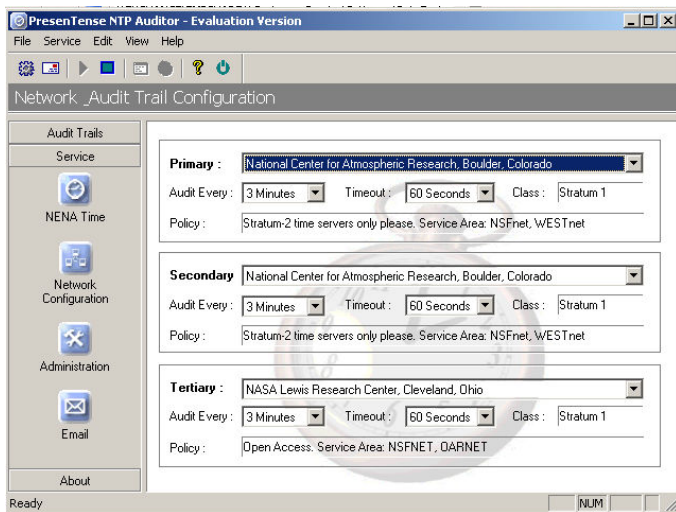 PresenTense NTP Auditor - Evaluation Version
File Service Edit View Help
Network _Audit Trail Configuration
Audit Trails
Service
NENA Time
Network
Configuration
Administration
Email
About
Primary : National Center for Atmospheric Research, Boulder, Colorado
Audit Every : 3 Minutes Timeout : 60 Seconds Class : Stratum 1
Policy : Stratum-2 time servers only please. Service Area: NSFnet, WESTnet
Secondary National Center for Atmospheric Research, Boulder, Colorado
Audit Every : 3 Minutes Timeout : 60 Seconds Class : Stratum 1
Policy : Stratum-2 time servers only please. Service Area: NSFnet, WESTnet
Tertiary : NASA Lewis Research Center, Cleveland, Ohio
Audit Every : 3 Minutes Timeout : 60 Seconds Class : Stratum 1
Policy : Open Access. Service Area: NSFNET, OARNET
Ready NUM